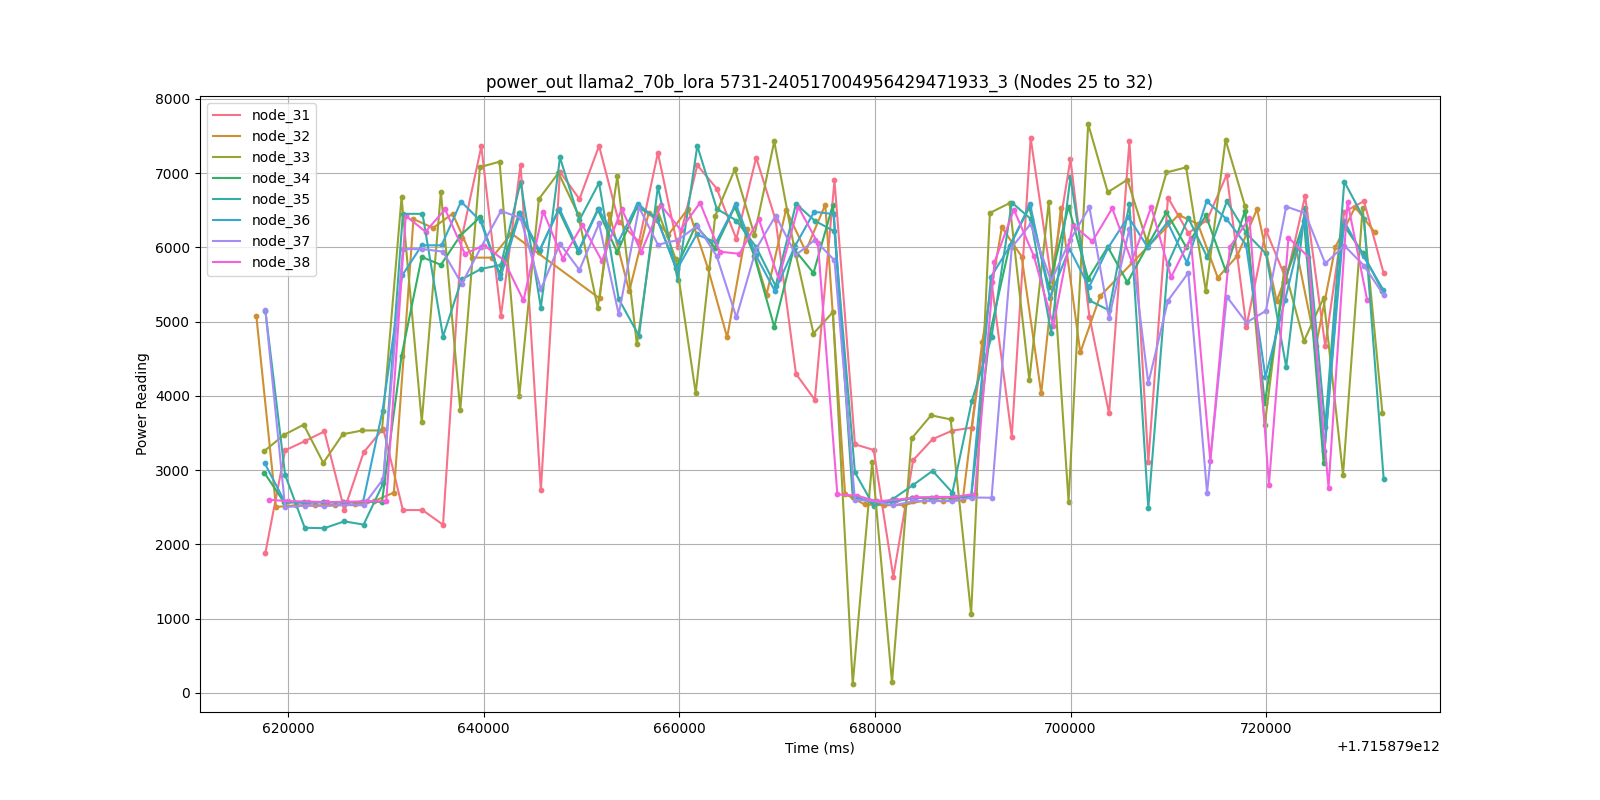 power_out llama2_70b_lora 5731-240517004956429471933_3 (Nodes 25 to 32)
8000
7000
6000
5000
4000
3000
2000
1000
0
Power Reading
node_31
node_32
node_33
node_34
node_35
node_36
node_37
node_38
620000 640000 660000 680000 700000 720000
Time (ms)
+1.715879e12